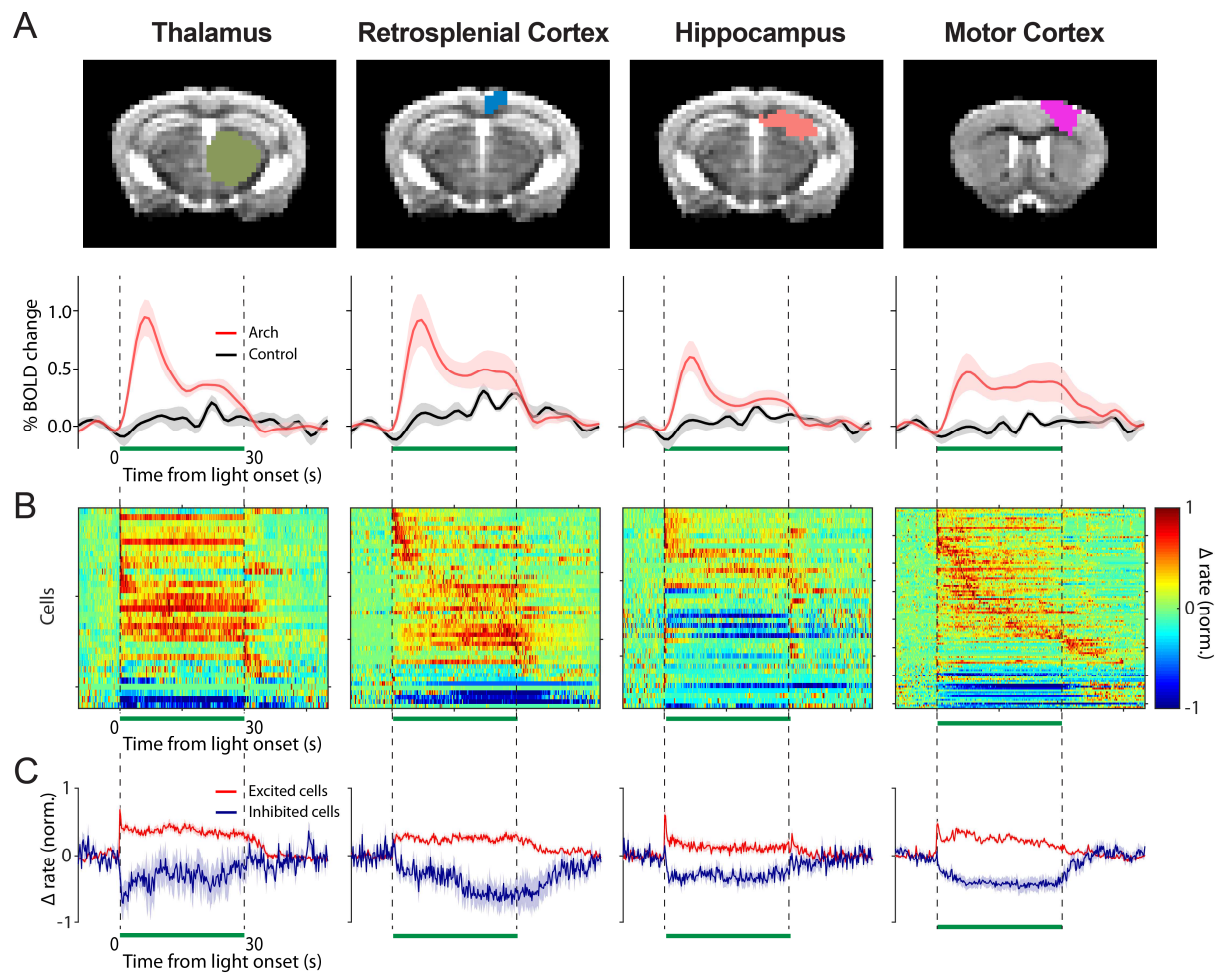 A
Thalamus
Retrosplenial Cortex
Hippocampus
Motor Cortex
% BOLD change
1.0
0.5
0.0
Arch
Control
0
30
Time from light onset (s)
B
Cells
1
0
-1
Δ rate (norm.)
0
30
Time from light onset (s)
C
Δ rate (norm.)
1
0
-1
Excited cells
Inhibited cells
0
30
Time from light onset (s)